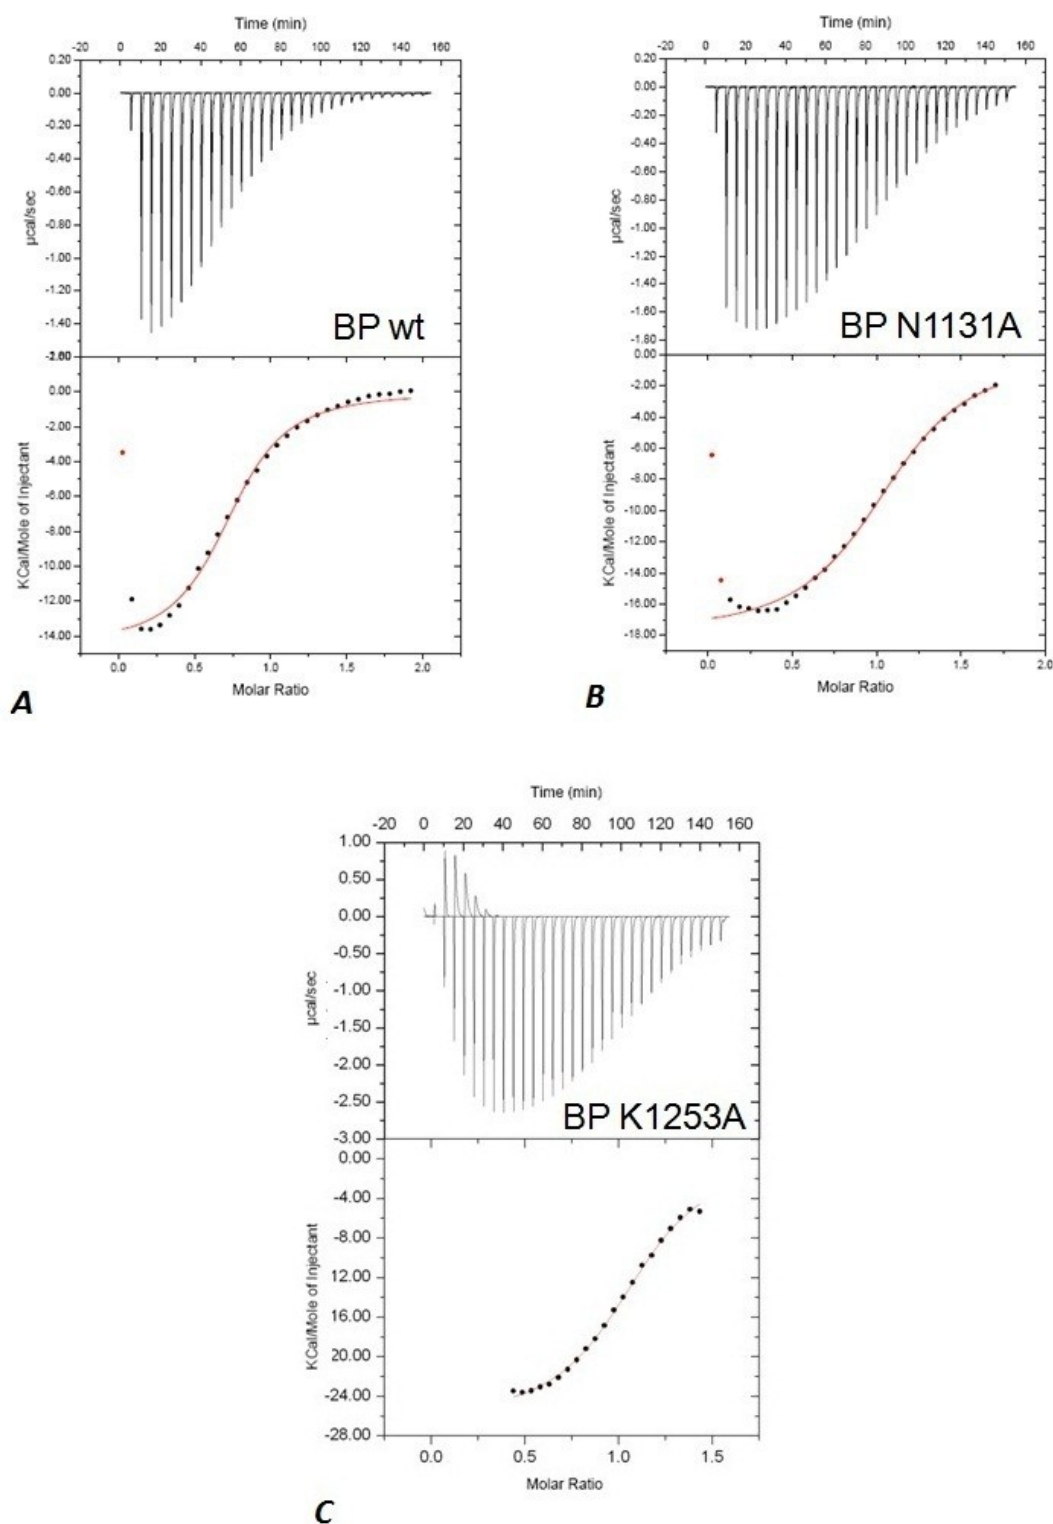 Time (min)
-20 0 20 40 60 80 100 120 140 160
0.20
0.00
-0.20
-0.40
-0.60
-0.80
-1.00
-1.20
-1.40
µcal/sec
BP wt
0.00
-2.00
-4.00
-6.00
-8.00
-10.00
-12.00
-14.00
KCal/Mole of Injectant
0.0 0.5 1.0 1.5 2.0
Molar Ratio
A
Time (min)
-20 0 20 40 60 80 100 120 140 160
0.20
0.00
-0.20
-0.40
-0.60
-0.80
-1.00
-1.20
-1.40
-1.60
-1.80
µcal/sec
BP N1131A
0.00
-2.00
-4.00
-6.00
-8.00
-10.00
-12.00
-14.00
-16.00
-18.00
KCal/Mole of Injectant
0.0 0.5 1.0 1.5 2.0
Molar Ratio
B
Time (min)
-20 0 20 40 60 80 100 120 140 160
1.00
0.50
0.00
-0.50
-1.00
-1.50
-2.00
-2.50
-3.00
µcal/sec
BP K1253A
0.00
-4.00
-8.00
12.00
16.00
20.00
-24.00
-28.00
KCal/Mole of Injectant
0.0 0.5 1.0 1.5
Molar Ratio
C